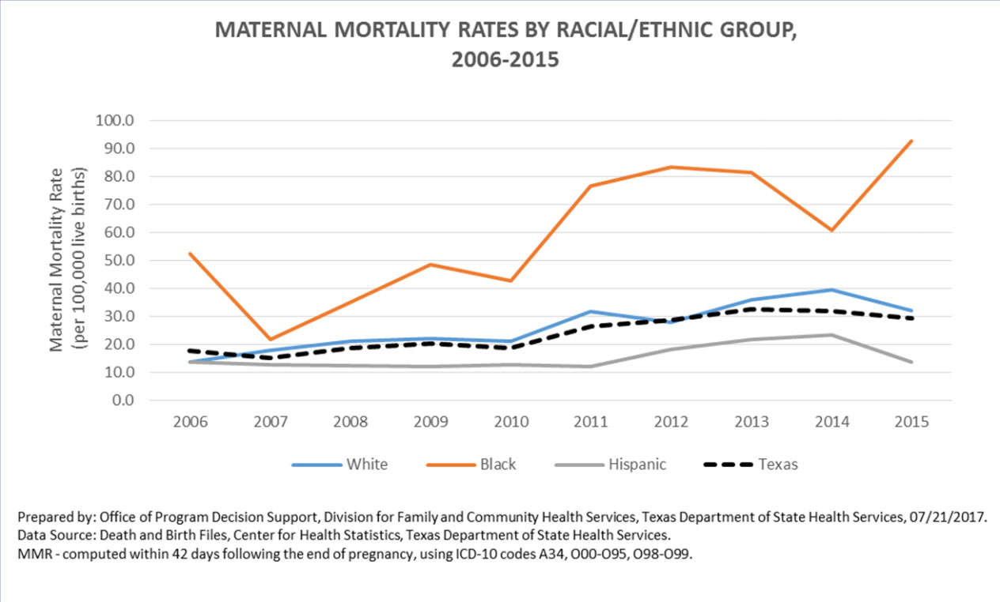 MATERNAL MORTALITY RATES BY RACIAL/ETHNIC GROUP,
2006-2015
Maternal Mortality Rate
(per 100,000 live births)
100.0
90.0
80.0
70.0
60.0
50.0
40.0
30.0
20.0
10.0
0.0
2006 2007 2008 2009 2010 2011 2012 2013 2014 2015
White Black Hispanic Texas
Prepared by: Office of Program Decision Support, Division for Family and Community Health Services, Texas Department of State Health Services, 07/21/2017.
Data Source: Death and Birth Files, Center for Health Statistics, Texas Department of State Health Services.
MMR - computed within 42 days following the end of pregnancy, using ICD-10 codes A34, O00-O95, O98-O99.